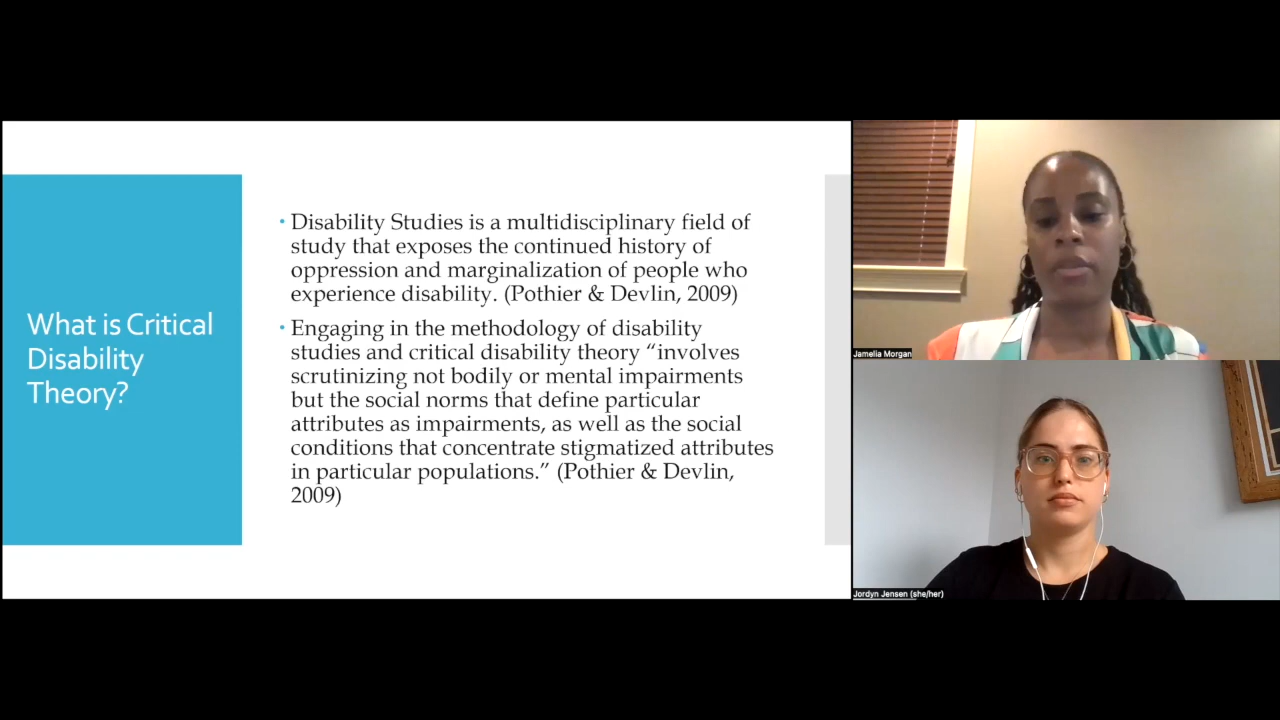 What is Critical
Disability
Theory?
• Disability Studies is a multidisciplinary field of
study that exposes the continued history of
oppression and marginalization of people who
experience disability. (Pothier & Devlin, 2009)
• Engaging in the methodology of disability
studies and critical disability theory “involves
scrutinizing not bodily or mental impairments
but the social norms that define particular
attributes as impairments, as well as the social
conditions that concentrate stigmatized attributes
in particular populations.” (Pothier & Devlin,
2009)
Jamelia Morgan
Jordyn Jensen (she/her)